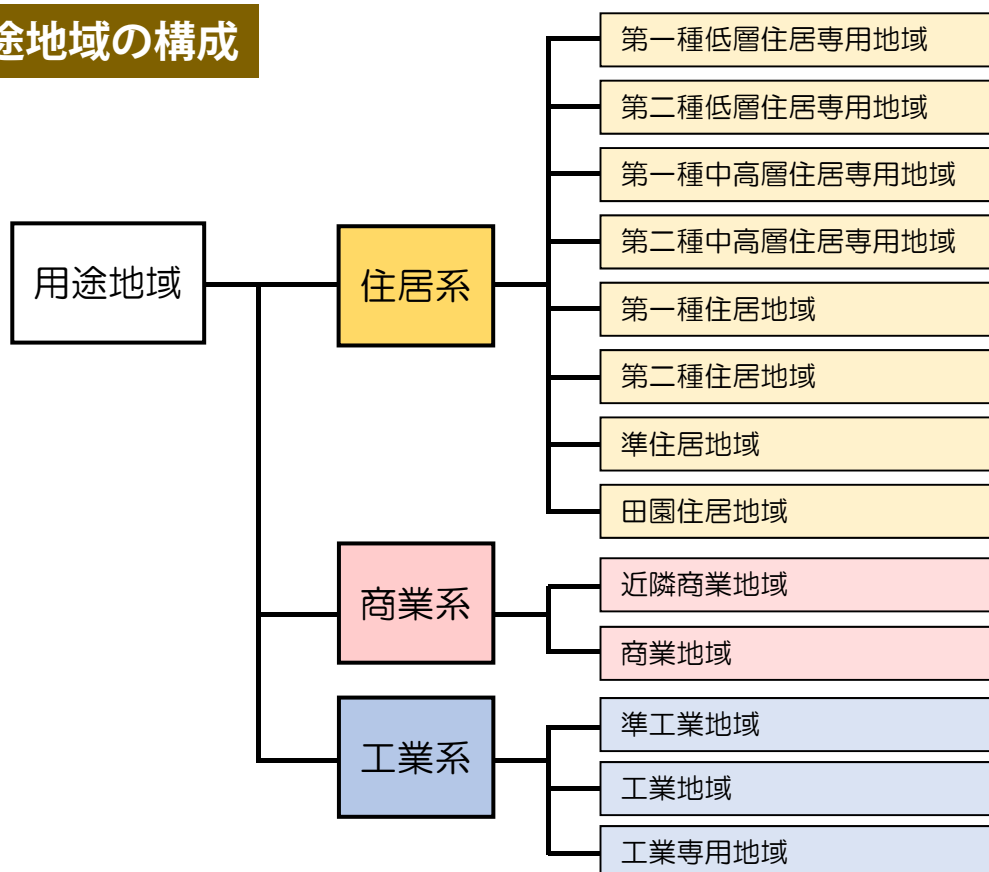 途地域の構成
用途地域
住居系
第一種低層住居専用地域
第二種低層住居専用地域
第一種中高層住居専用地域
第二種中高層住居専用地域
第一種住居地域
第二種住居地域
準住居地域
田園住居地域
商業系
近隣商業地域
商業地域
工業系
準工業地域
工業地域
工業専用地域